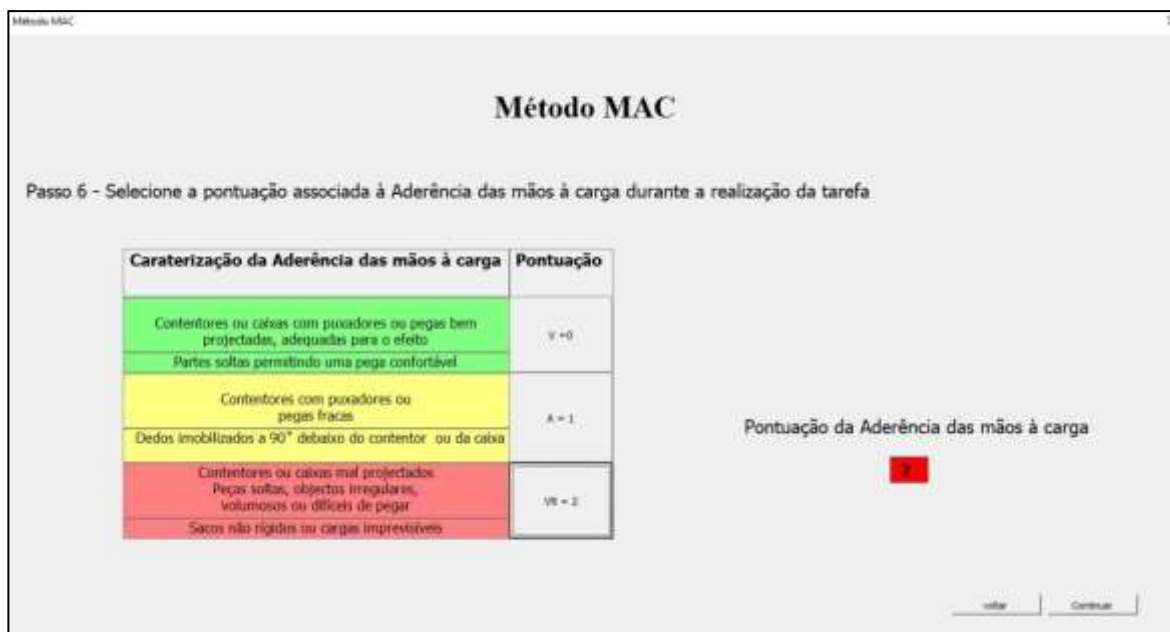 Método MAC
Método MAC
Passo 6 - Selecione a pontuação associada à Aderência das mãos à carga durante a realização da tarefa
Caraterização da Aderência das mãos à carga Pontuação
Contentores ou caixas com puxadores ou pegas bem
projectadas, adequadas para o efeito
V =0
Partes soltas permitindo uma pega confortável
Contentores com puxadores ou
pegas fracas
A = 1
Dedos imobilizados a 90° debaixo do contentor ou da caixa
Contentores ou caixas mal projectados
Peças soltas, objectos irregulares,
volumosos ou difíceis de pegar
VR = 2
Sacos não rígidos ou cargas imprevisíveis
Pontuação da Aderência das mãos à carga
2
voltar Continuar